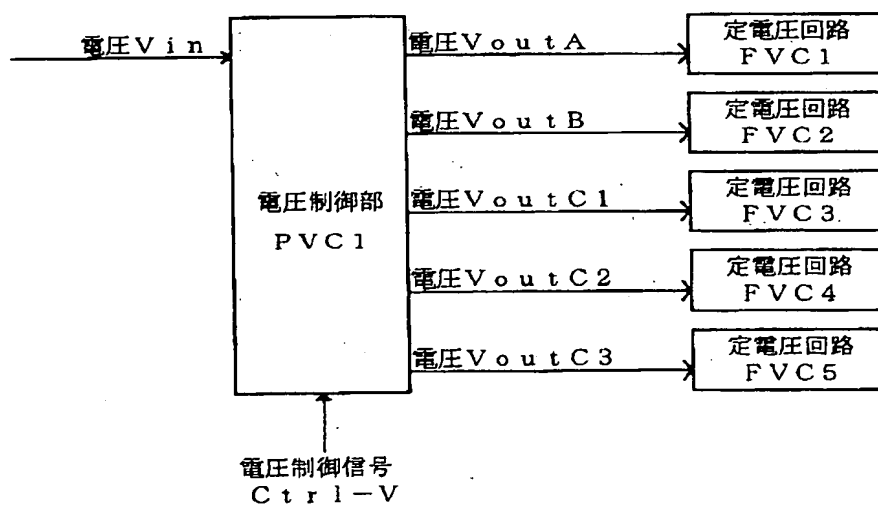 電圧Ｖｉｎ
電圧制御部
ＰＶＣ１
電圧制御信号
Ｃｔｒｌ－Ｖ
電圧ＶｏｕｔＡ
定電圧回路
ＦＶＣ１
電圧ＶｏｕｔＢ
定電圧回路
ＦＶＣ２
電圧ＶｏｕｔＣ１
定電圧回路
ＦＶＣ３
電圧ＶｏｕｔＣ２
定電圧回路
ＦＶＣ４
電圧ＶｏｕｔＣ３
定電圧回路
ＦＶＣ５